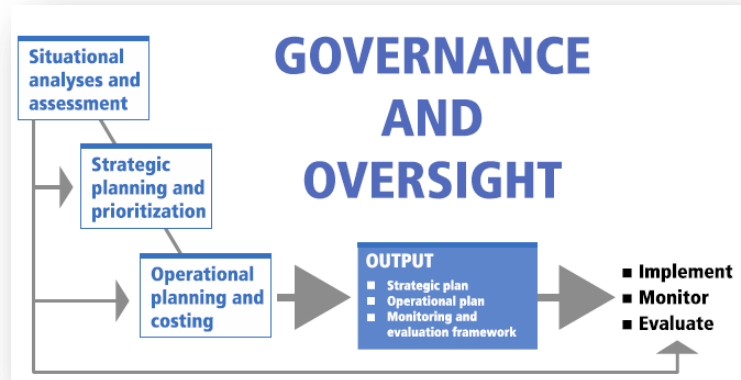 Situational
analyses and
assessment
GOVERNANCE
AND
OVERSIGHT
Strategic
planning and
prioritization
Operational
planning and
costing
OUTPUT
■ Strategic plan
■ Operational plan
■ Monitoring and
evaluation framework
■ Implement
■ Monitor
■ Evaluate